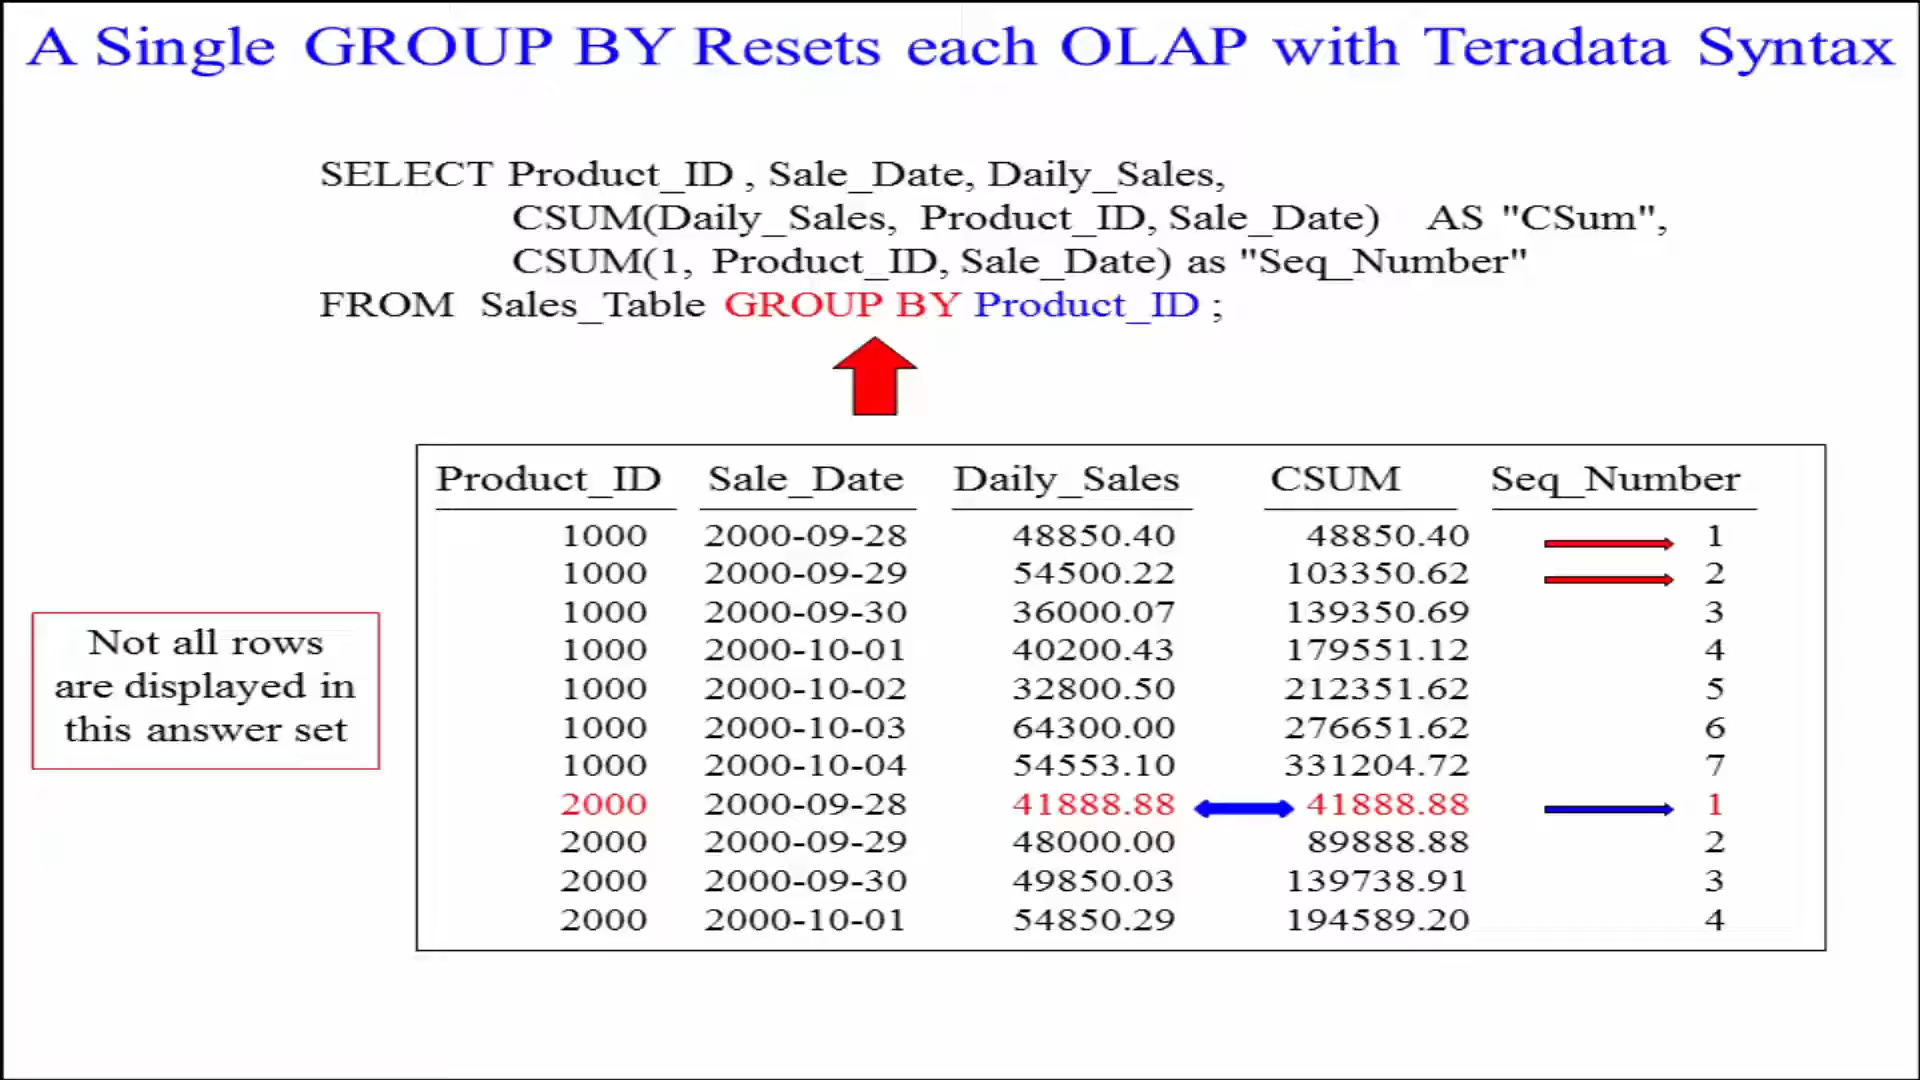 A Single GROUP BY Resets each OLAP with Teradata Syntax
SELECT Product_ID , Sale_Date, Daily_Sales,
CSUM(Daily_Sales, Product_ID, Sale_Date) AS "CSum",
CSUM(1, Product_ID, Sale_Date) as "Seq_Number"
FROM Sales_Table GROUP BY Product_ID ;
Not all rows
are displayed in
this answer set
Product_ID Sale_Date Daily_Sales CSUM Seq_Number
1000 2000-09-28 48850.40 48850.40 1
1000 2000-09-29 54500.22 103350.62 2
1000 2000-09-30 36000.07 139350.69 3
1000 2000-10-01 40200.43 179551.12 4
1000 2000-10-02 32800.50 212351.62 5
1000 2000-10-03 64300.00 276651.62 6
1000 2000-10-04 54553.10 331204.72 7
2000 2000-09-28 41888.88 41888.88 1
2000 2000-09-29 48000.00 89888.88 2
2000 2000-09-30 49850.03 139738.91 3
2000 2000-10-01 54850.29 194589.20 4